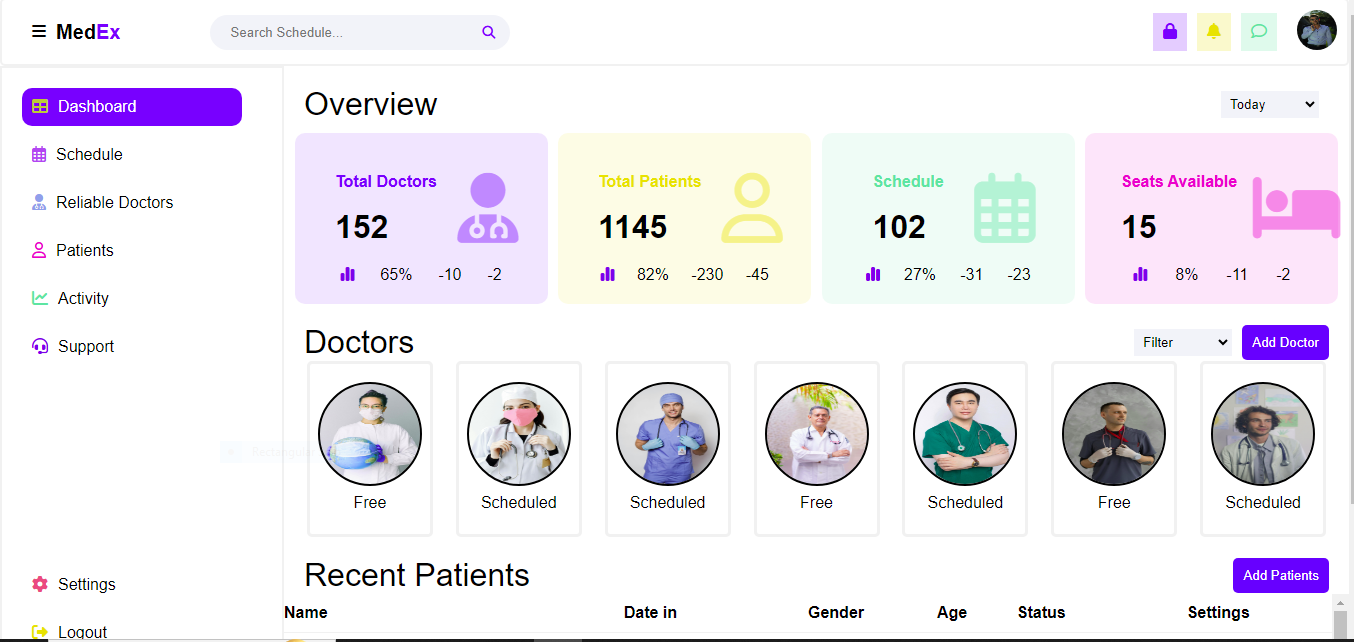 MedEx
Search Schedule...
Dashboard
Schedule
Reliable Doctors
Patients
Activity
Support
Settings
Logout
Overview
Today
Total Doctors
152
65% -10 -2
Total Patients
1145
82% -230 -45
Schedule
102
27% -31 -23
Seats Available
15
8% -11 -2
Doctors
Filter
Add Doctor
Free
Scheduled
Scheduled
Free
Scheduled
Free
Scheduled
Recent Patients
Add Patients
Name Date in Gender Age Status Settings